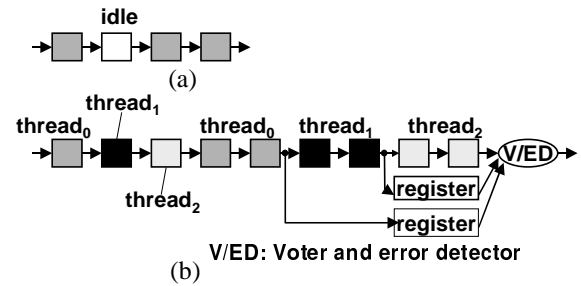 idle
(a)
thread₁
thread₀ thread₀ thread₁ thread₂
V/ED
thread₂
register
register
V/ED: Voter and error detector
(b)